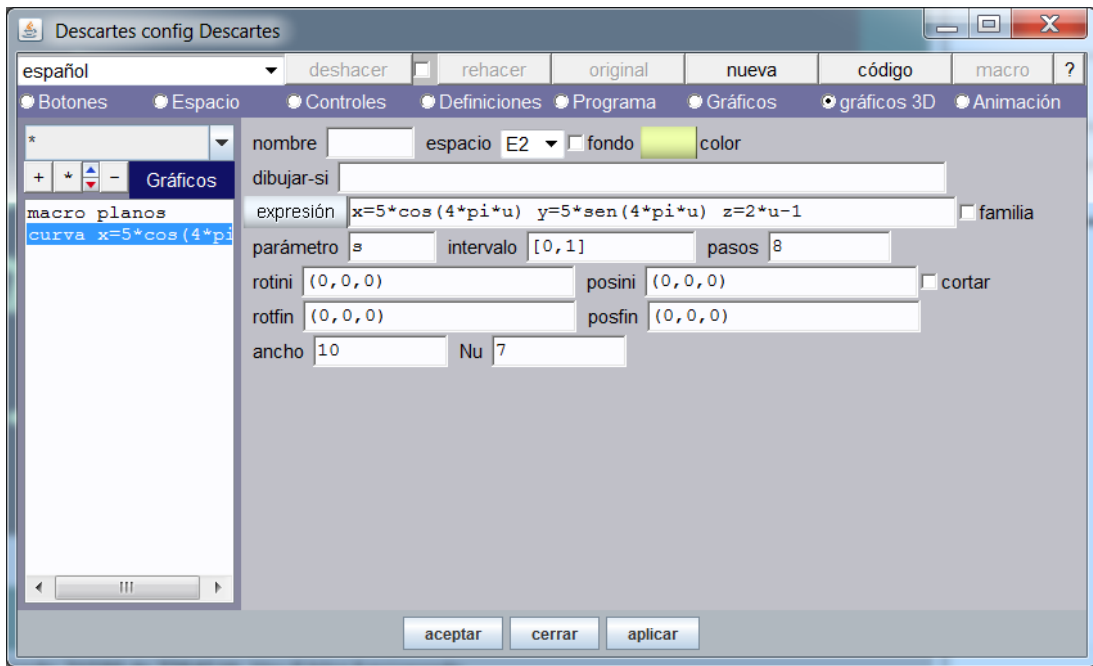 Descartes config Descartes
español deshacer rehacer original nueva código macro ?
Botones Espacio Controles Definiciones Programa Gráficos gráficos 3D Animación
* nombre espacio E2 fondo color
+ * - Gráficos dibujar-si
macro planos expresión x=5*cos(4*pi*u) y=5*sen(4*pi*u) z=2*u-1 familia
curva x=5*cos(4*pi parámetro s intervalo [0,1] pasos 8
rotini (0,0,0) posini (0,0,0) cortar
rotfin (0,0,0) posfin (0,0,0)
ancho 10 Nu 7
aceptar cerrar aplicar